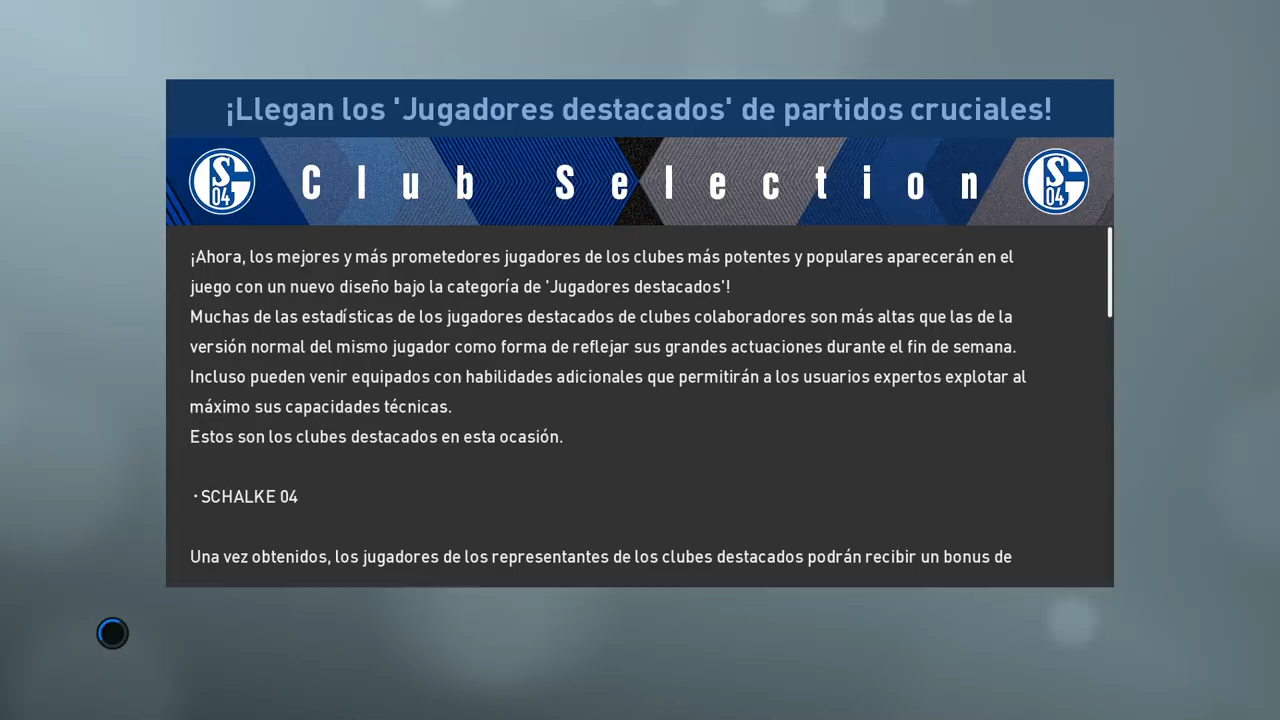 ¡Llegan los 'Jugadores destacados' de partidos cruciales!
S 04 Club Selection S 04
¡Ahora, los mejores y más prometedores jugadores de los clubes más potentes y populares aparecerán en el
juego con un nuevo diseño bajo la categoría de 'Jugadores destacados'!
Muchas de las estadísticas de los jugadores destacados de clubes colaboradores son más altas que las de la
versión normal del mismo jugador como forma de reflejar sus grandes actuaciones durante el fin de semana.
Incluso pueden venir equipados con habilidades adicionales que permitirán a los usuarios expertos explotar al
máximo sus capacidades técnicas.
Estos son los clubes destacados en esta ocasión.
・SCHALKE 04
Una vez obtenidos, los jugadores de los representantes de los clubes destacados podrán recibir un bonus de